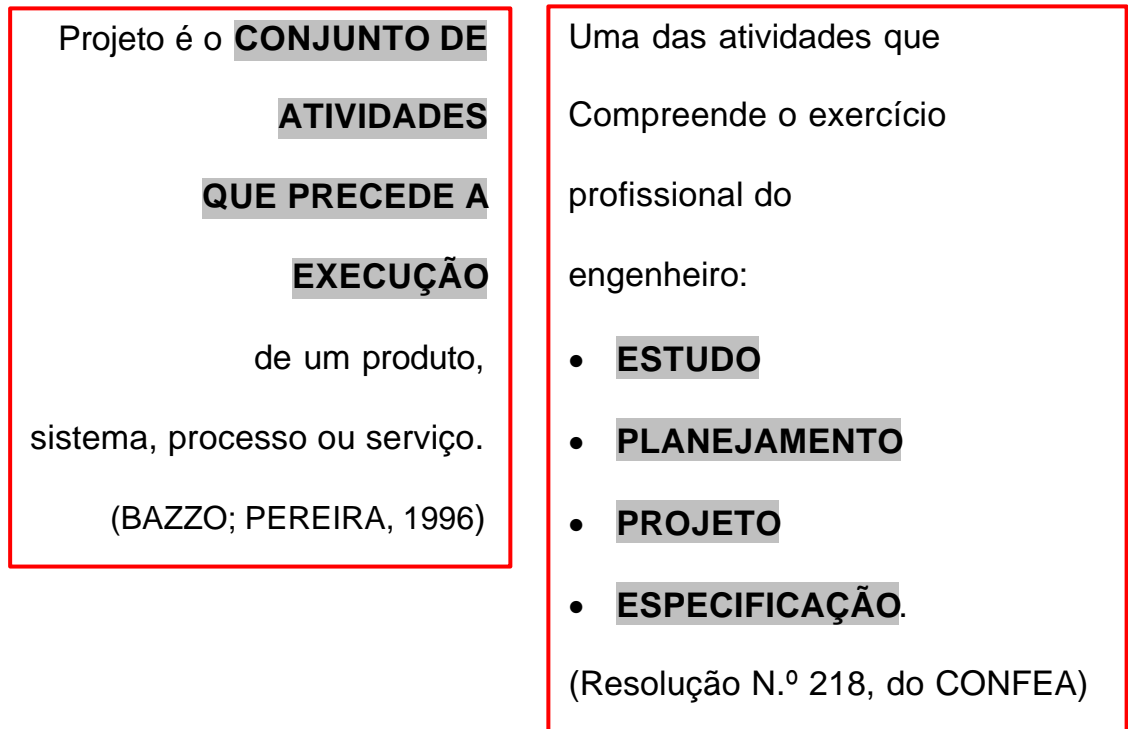 Projeto é o CONJUNTO DE
ATIVIDADES
QUE PRECEDE A
EXECUÇÃO
de um produto,
sistema, processo ou serviço.
(BAZZO; PEREIRA, 1996)
Uma das atividades que
Compreende o exercício
profissional do
engenheiro:
• ESTUDO
• PLANEJAMENTO
• PROJETO
• ESPECIFICAÇÃO.
(Resolução N.º 218, do CONFEA)